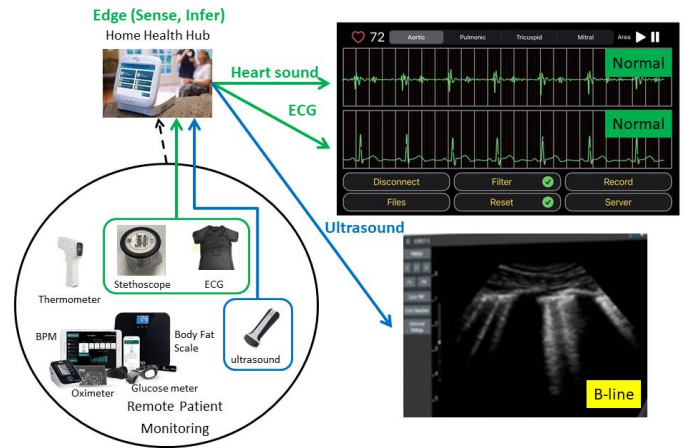 Edge (Sense, Infer)
Home Health Hub
Heart sound
ECG
Ultrasound
72
Aortic
Pulmonic
Tricuspid
Mitral
Area
Normal
Normal
Disconnect
Filter
Record
Files
Reset
Server
Thermometer
Stethoscope
ECG
BPM
Body Fat
Scale
ultrasound
Glucose meter
Oximeter
Remote Patient
Monitoring
B-line